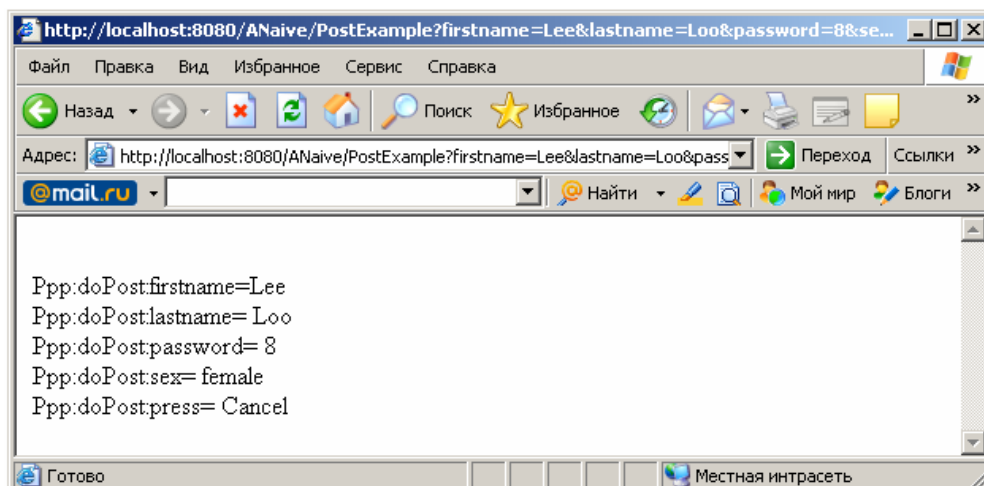 http://localhost:8080/ANaive/PostExample?firstname=Lee&lastname=Loo&password=8&se...
Файл Правка Вид Избранное Сервис Справка
Назад Поиск Избранное »
Адрес: http://localhost:8080/ANaive/PostExample?firstname=Lee&lastname=Loo&pass Переход Ссылки »
@mail.ru Найти Мой мир Блоги »
Ppp:doPost:firstname=Lee
Ppp:doPost:lastname= Loo
Ppp:doPost:password= 8
Ppp:doPost:sex= female
Ppp:doPost:press= Cancel
Готово Местная интрасеть